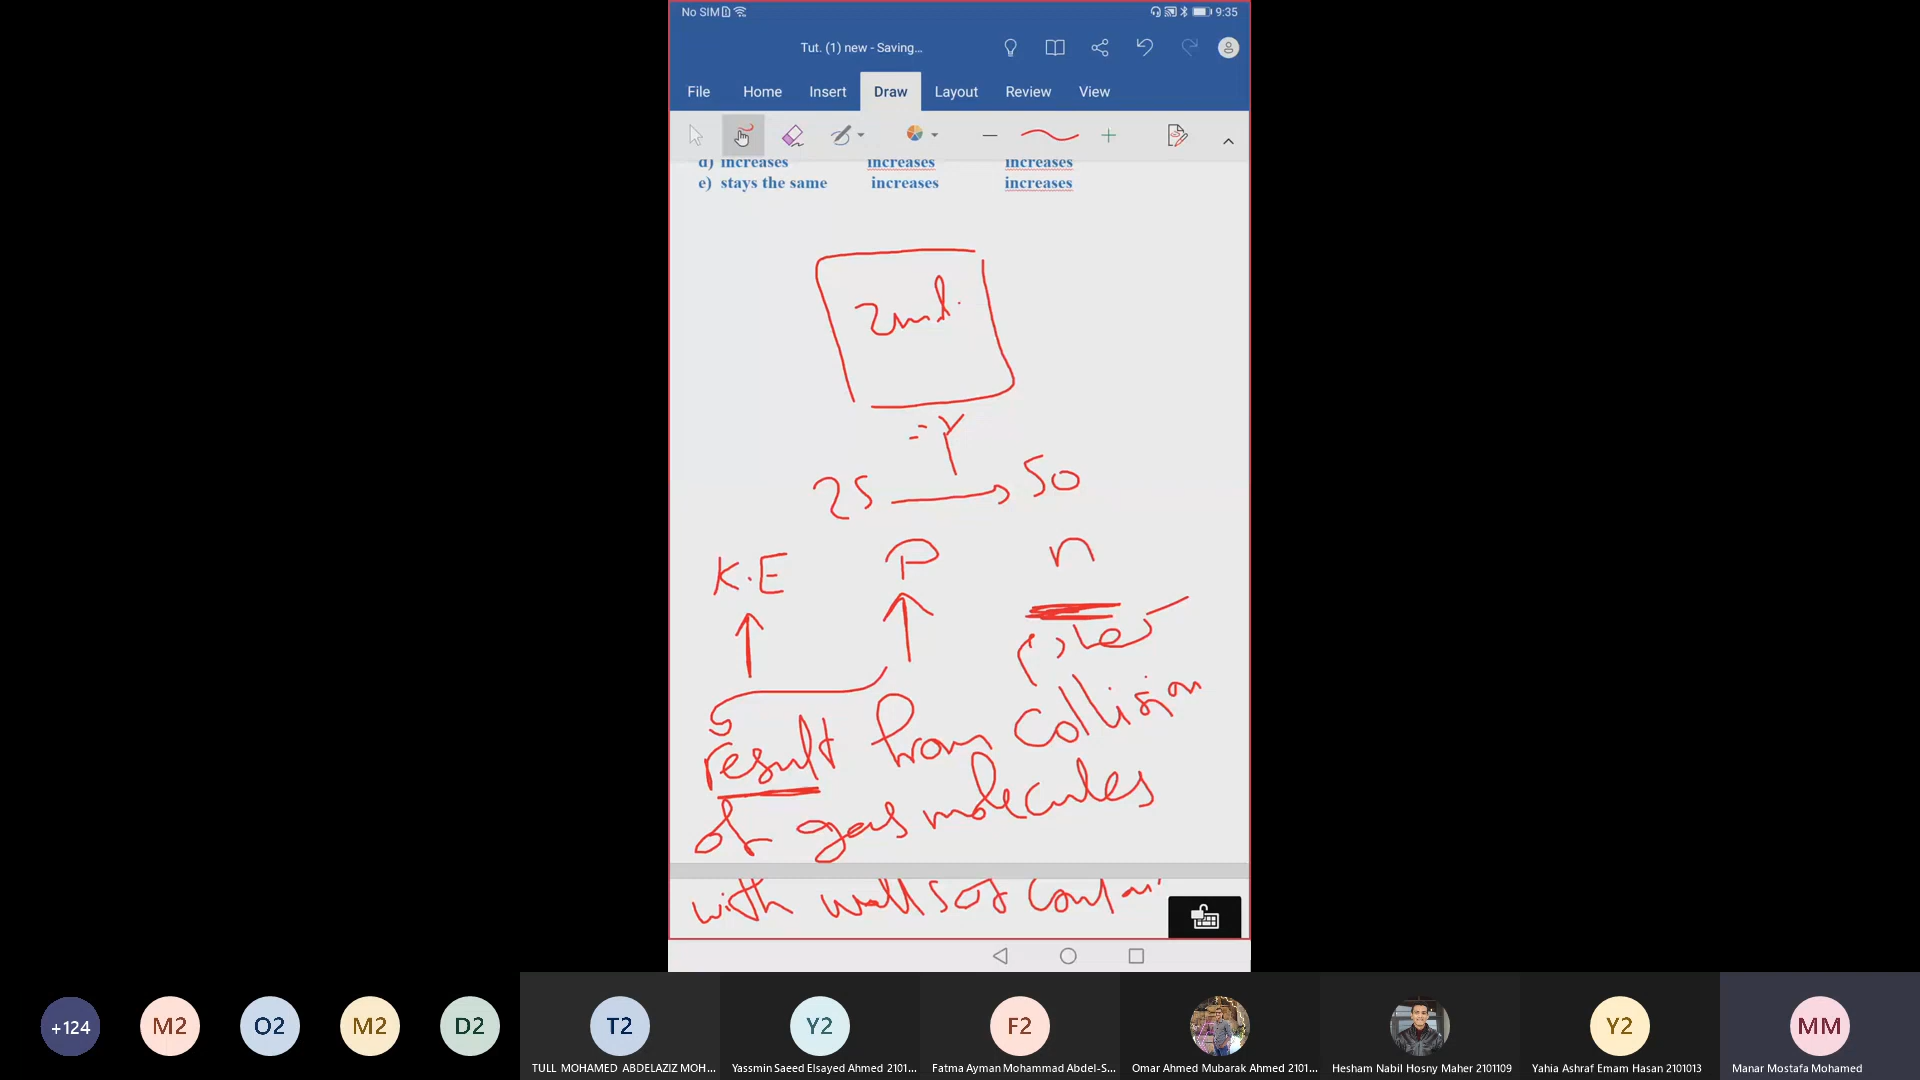 No SIM 9:35
Tut. (1) new - Saving...
File Home Insert Draw Layout Review View
d) increases increases increases
e) stays the same increases increases
2 mol.
25 → 50
K.E P n
result from Collision
of gas molecules
with walls of
+124 M2 O2 M2 D2 T2 Y2 F2 Y2 MM
TULL MOHAMED ABDELAZIZ MOH... Yassmin Saeed Elsayed Ahmed 2101... Fatma Ayman Mohammad Abdel-S... Omar Ahmed Mubarak Ahmed 2101... Hesham Nabil Hosny Maher 2101109 Yahia Ashraf Emam Hasan 2101013 Manar Mostafa Mohamed